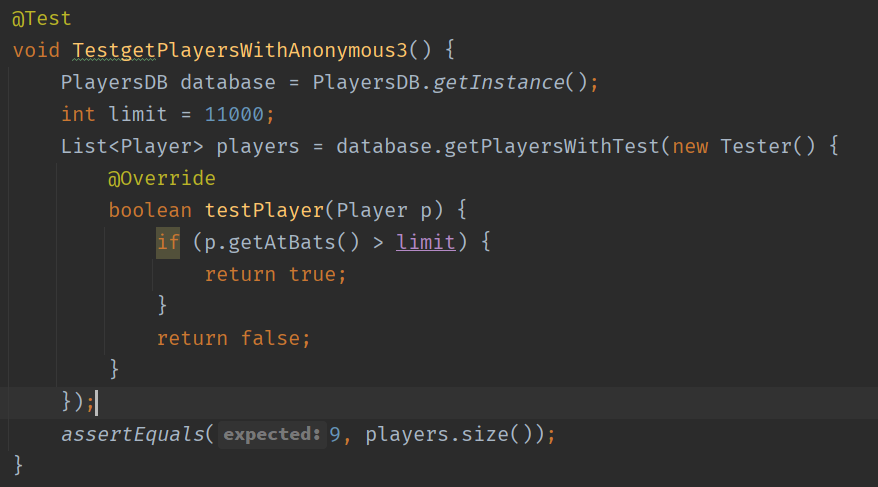 @Test
void TestgetPlayersWithAnonymous3() {
    PlayersDB database = PlayersDB.getInstance();
    int limit = 11000;
    List<Player> players = database.getPlayersWithTest(new Tester() {
        @Override
        boolean testPlayer(Player p) {
            if (p.getAtBats() > limit) {
                return true;
            }
            return false;
        }
    });
    assertEquals( expected: 9, players.size());
}